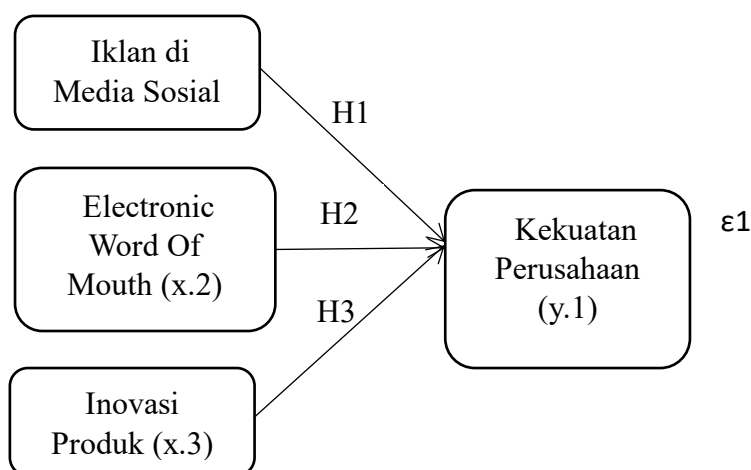 Iklan di
Media Sosial
H1
Electronic
Word Of
Mouth (x.2)
H2
Kekuatan
Perusahaan
(y.1)
ε1
H3
Inovasi
Produk (x.3)